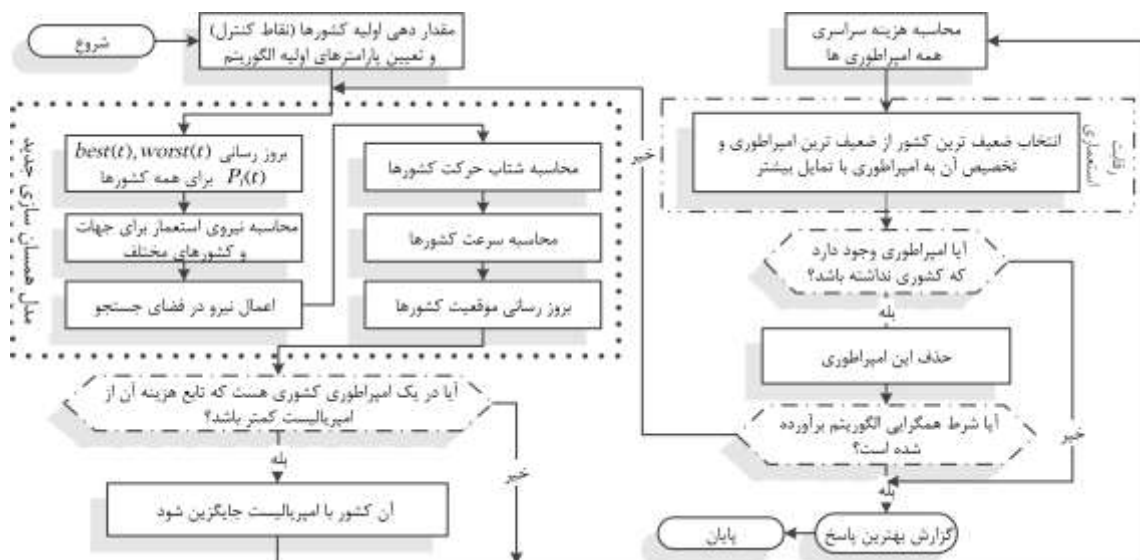 شروع
مقدار دهی اولیه کشورها (نقاط کنترل)
و تعیین پارامترهای اولیه الگوریتم
مدل همسان سازی جدید
بروز رسانی best(t), worst(t)
P_i(t) برای همه کشورها
محاسبه نیروی استعمار برای جهات
و کشورهای مختلف
اعمال نیرو در فضای جستجو
محاسبه شتاب حرکت کشورها
محاسبه سرعت کشورها
بروز رسانی موقعیت کشورها
آیا در یک امپراطوری کشوری هست که تابع هزینه آن از
امپریالیست کمتر باشد؟
بله
خیر
آن کشور با امپریالیست جایگزین شود
محاسبه هزینه سراسری
همه امپراطوری ها
رقابت
استعماری
انتخاب ضعیف ترین کشور از ضعیف ترین امپراطوری و
تخصیص آن به امپراطوری با تمایل بیشتر
آیا امپراطوری وجود دارد
که کشوری نداشته باشد؟
بله
خیر
حذف این امپراطوری
آیا شرط همگرایی الگوریتم برآورده
شده است؟
خیر
بله
گزارش بهترین پاسخ
پایان